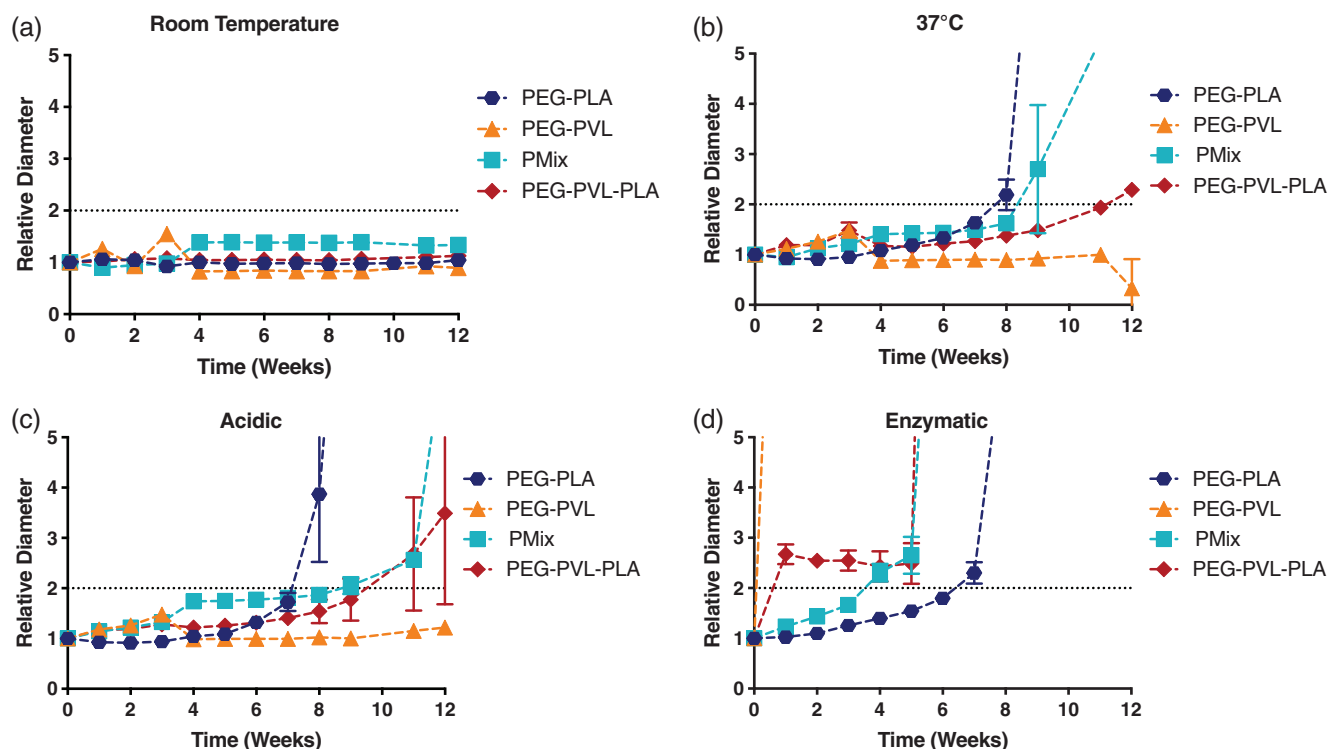 (a)
Room Temperature
Relative Diameter
5
4
3
2
1
0
0 2 4 6 8 10 12
Time (Weeks)
PEG-PLA
PEG-PVL
PMix
PEG-PVL-PLA
(b)
37°C
Relative Diameter
5
4
3
2
1
0
0 2 4 6 8 10 12
Time (Weeks)
PEG-PLA
PEG-PVL
PMix
PEG-PVL-PLA
(c)
Acidic
Relative Diameter
5
4
3
2
1
0
0 2 4 6 8 10 12
Time (Weeks)
PEG-PLA
PEG-PVL
PMix
PEG-PVL-PLA
(d)
Enzymatic
Relative Diameter
5
4
3
2
1
0
0 2 4 6 8 10 12
Time (Weeks)
PEG-PLA
PEG-PVL
PMix
PEG-PVL-PLA